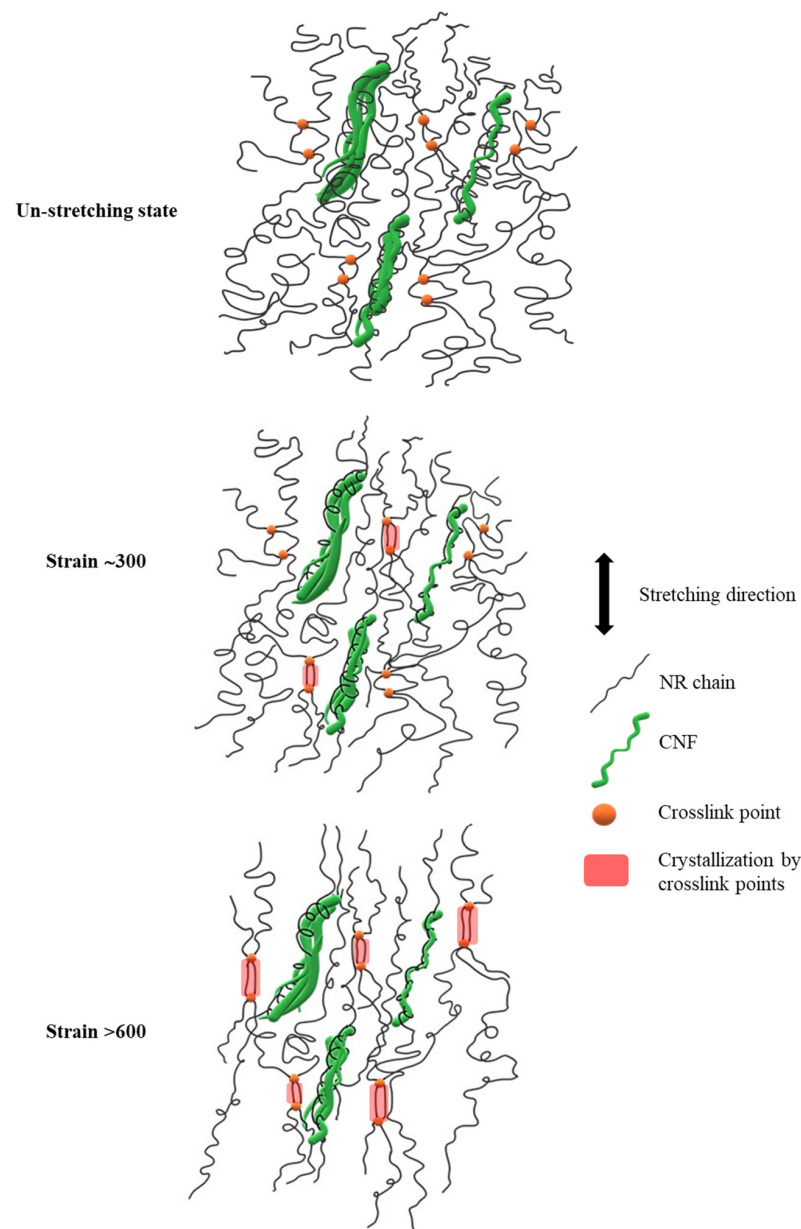 Un-stretching state
Strain ~300
Stretching direction
NR chain
CNF
Crosslink point
Crystallization by
crosslink points
Strain >600